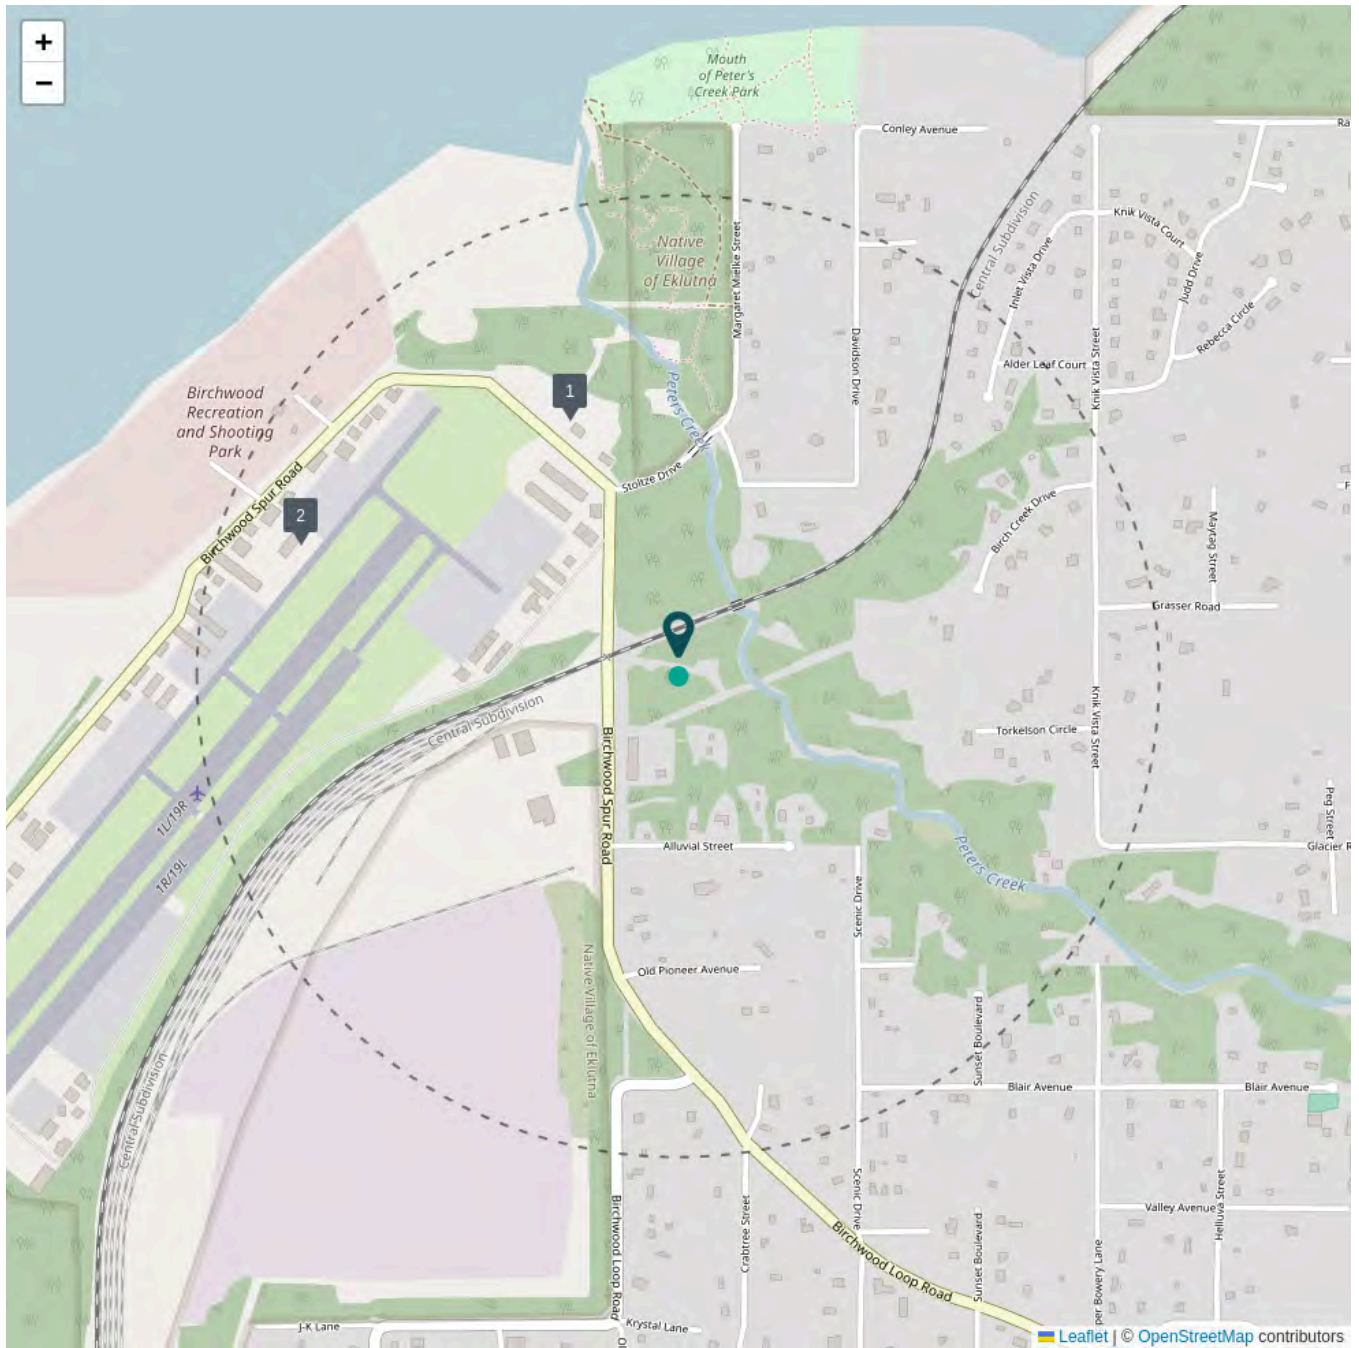 +
−
Mouth
of Peter's
Creek Park
Conley Avenue
Ra
Central Subdivision
Knik Vista Court
Inlet Vista Drive
Judd Drive
Native
Village
of Eklutna
Margaret Mielke Street
Davidson Drive
Rebecca Circle
Alder Leaf Court
Knik Vista Street
Birchwood
Recreation
and Shooting
Park
1
Peters Creek
Stoltze Drive
Birchwood Spur Road
2
Birch Creek Drive
Maytag Street
F
Grasser Road
Central Subdivision
Birchwood Spur Road
Torkelson Circle
Knik Vista Street
1L/19R
1R/19L
Alluvial Street
Peg Street
Glacier R
Peters Creek
Scenic Drive
Native Village of Eklutna
Old Pioneer Avenue
Sunset Boulevard
Blair Avenue
Blair Avenue
Central Subdivision
Scenic Drive
Crabtree Street
Birchwood Loop Road
Valley Avenue
Helluva Street
Sunset Boulevard
Birchwood Loop Road
per Bowery Lane
J-K Lane
Krystal Lane
Ol
Leaflet | © OpenStreetMap contributors